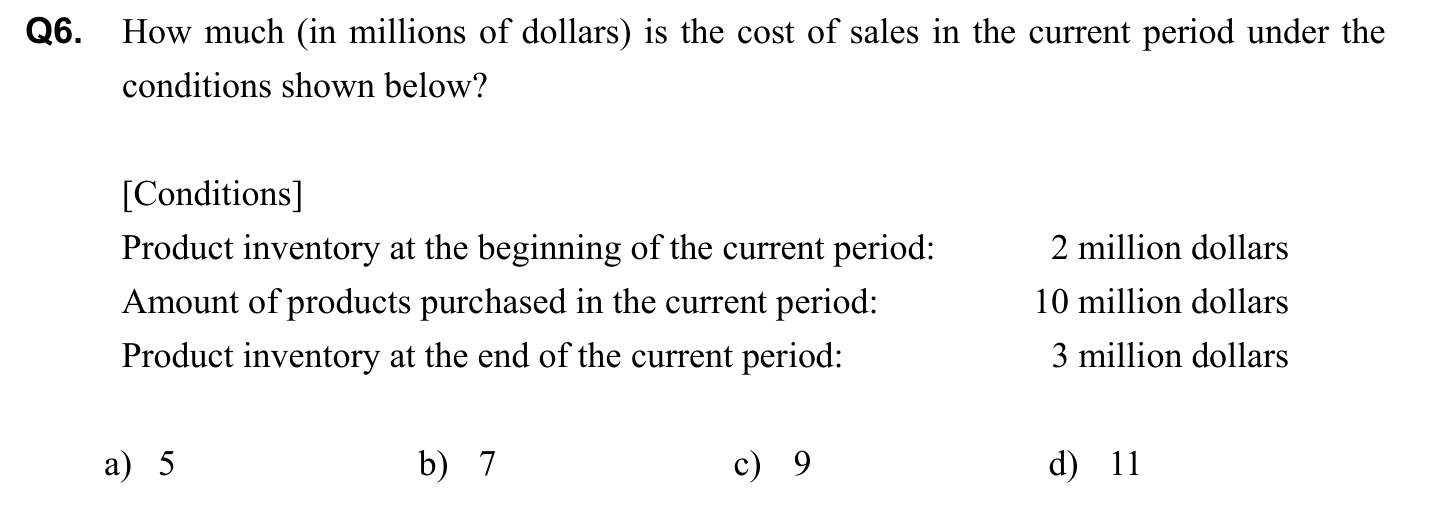 Q6. How much (in millions of dollars) is the cost of sales in the current period under the
conditions shown below?
[Conditions]
Product inventory at the beginning of the current period: 2 million dollars
Amount of products purchased in the current period: 10 million dollars
Product inventory at the end of the current period: 3 million dollars
a) 5 b) 7 c) 9 d) 11